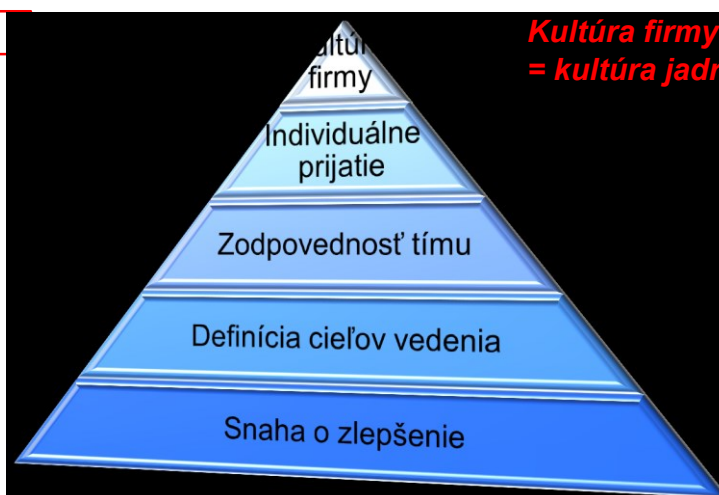 Kultúra firmy
firmy
= kultúra jadr
Individuálne
prijatie
Zodpovednosť tímu
Definícia cieľov vedenia
Snaha o zlepšenie